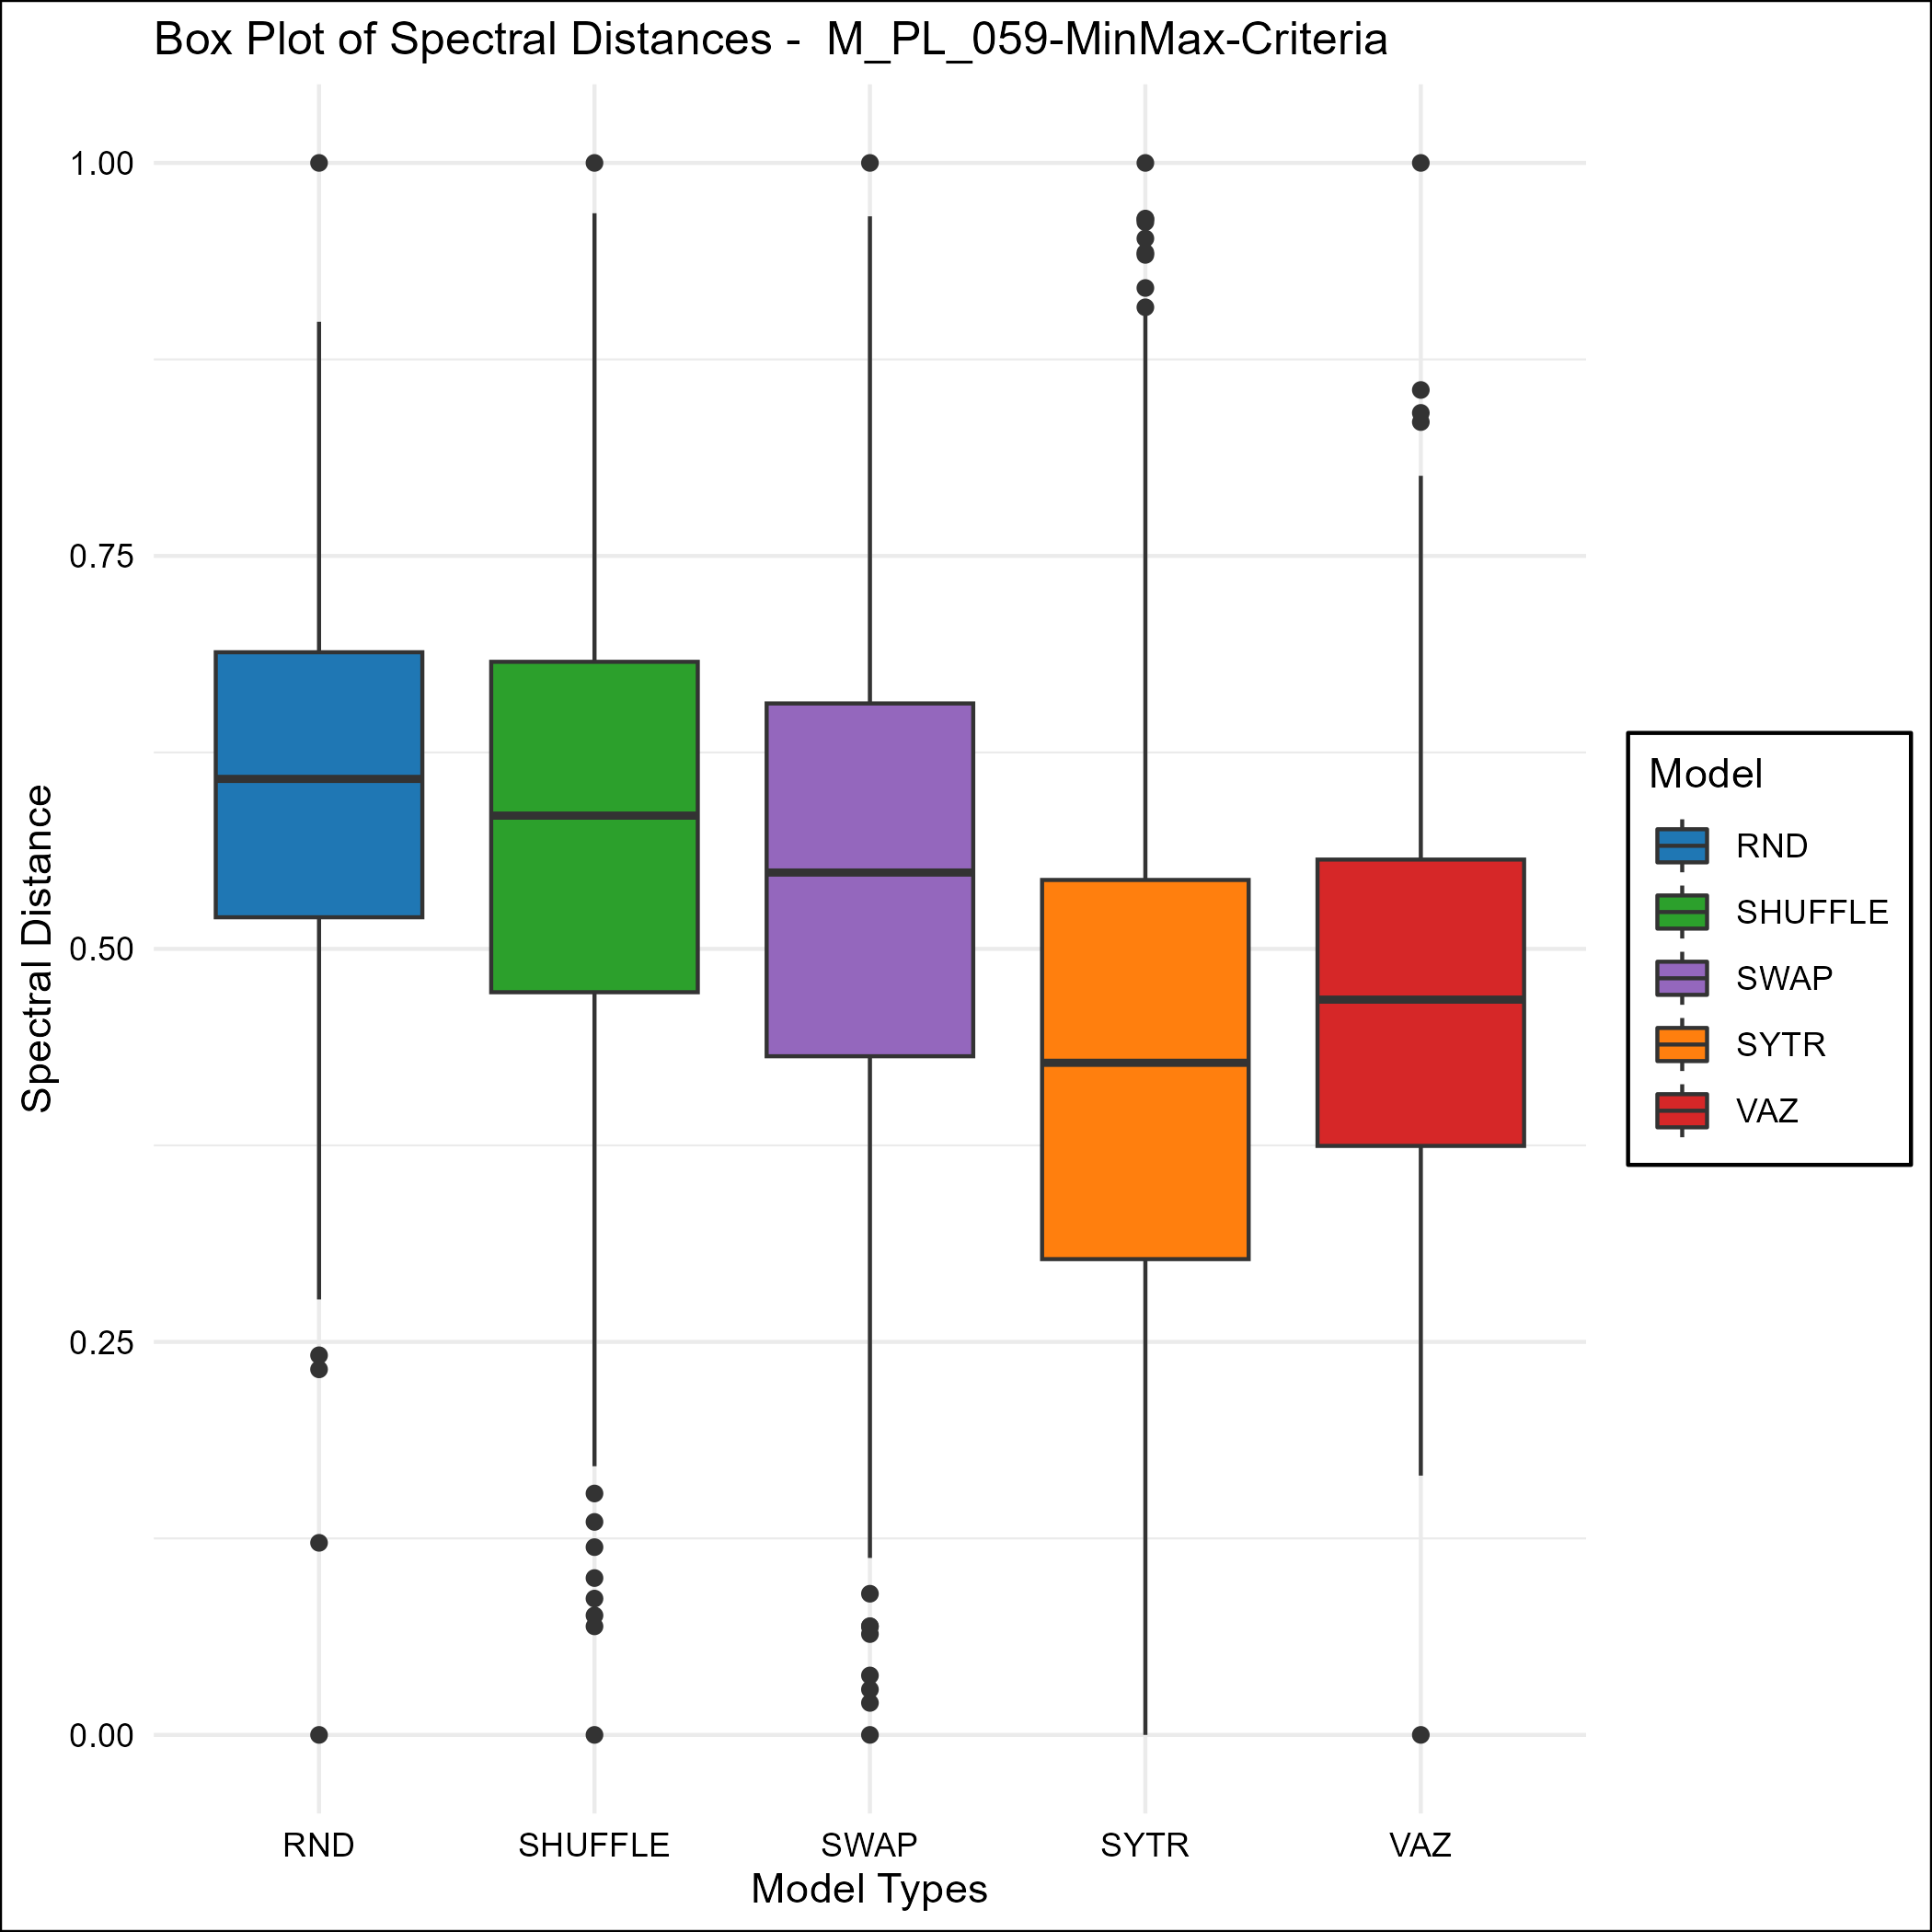 Box Plot of Spectral Distances -  M_PL_059-MinMax-Criteria
1.00
0.75
0.50
0.25
0.00
Spectral Distance
RND
SHUFFLE
SWAP
SYTR
VAZ
Model Types
Model
RND
SHUFFLE
SWAP
SYTR
VAZ